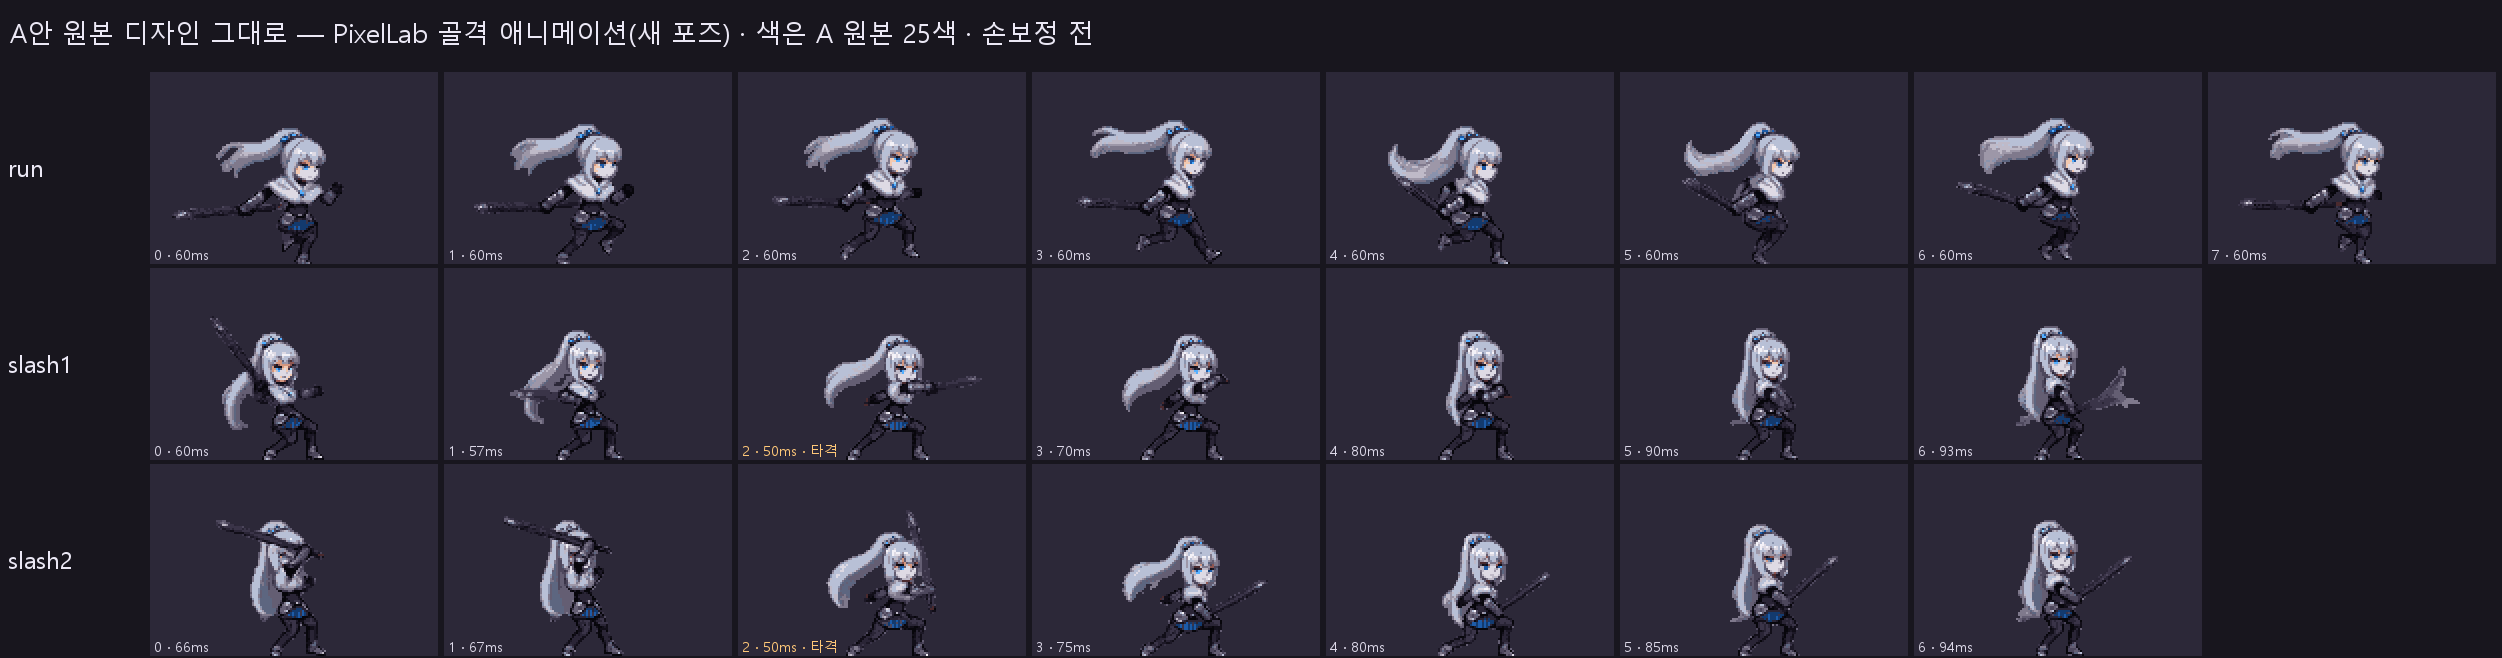 A안 원본 디자인 그대로 — PixelLab 골격 애니메이션(새 포즈) · 색은 A 원본 25색 · 손보정 전
run
0 · 60ms
1 · 60ms
2 · 60ms
3 · 60ms
4 · 60ms
5 · 60ms
6 · 60ms
7 · 60ms
slash1
0 · 60ms
1 · 57ms
2 · 50ms · 타격
3 · 70ms
4 · 80ms
5 · 90ms
6 · 93ms
slash2
0 · 66ms
1 · 67ms
2 · 50ms · 타격
3 · 75ms
4 · 80ms
5 · 85ms
6 · 94ms